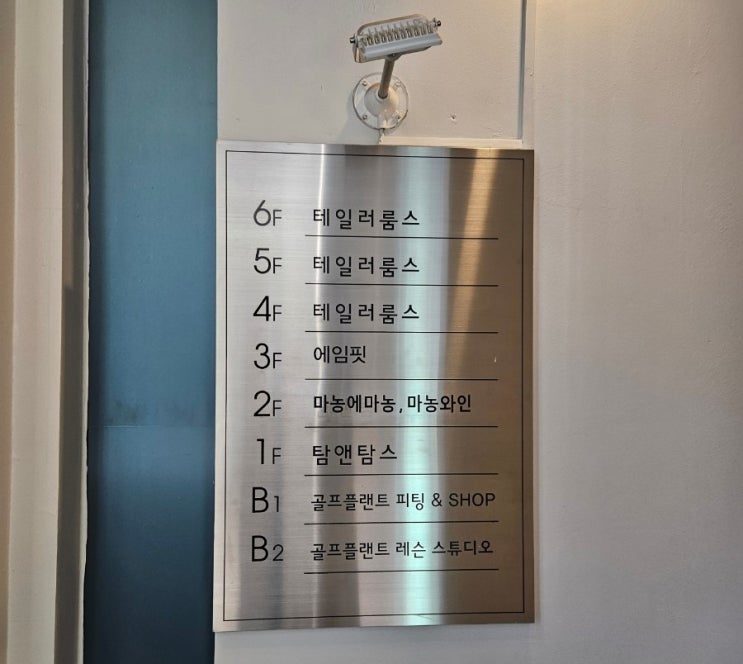 6F 테일러룸스
5F 테일러룸스
4F 테일러룸스
3F 에임핏
2F 마농에마농, 마농와인
1F 탐앤탐스
B1 골프플랜트 피팅 & SHOP
B2 골프플랜트 레슨 스튜디오